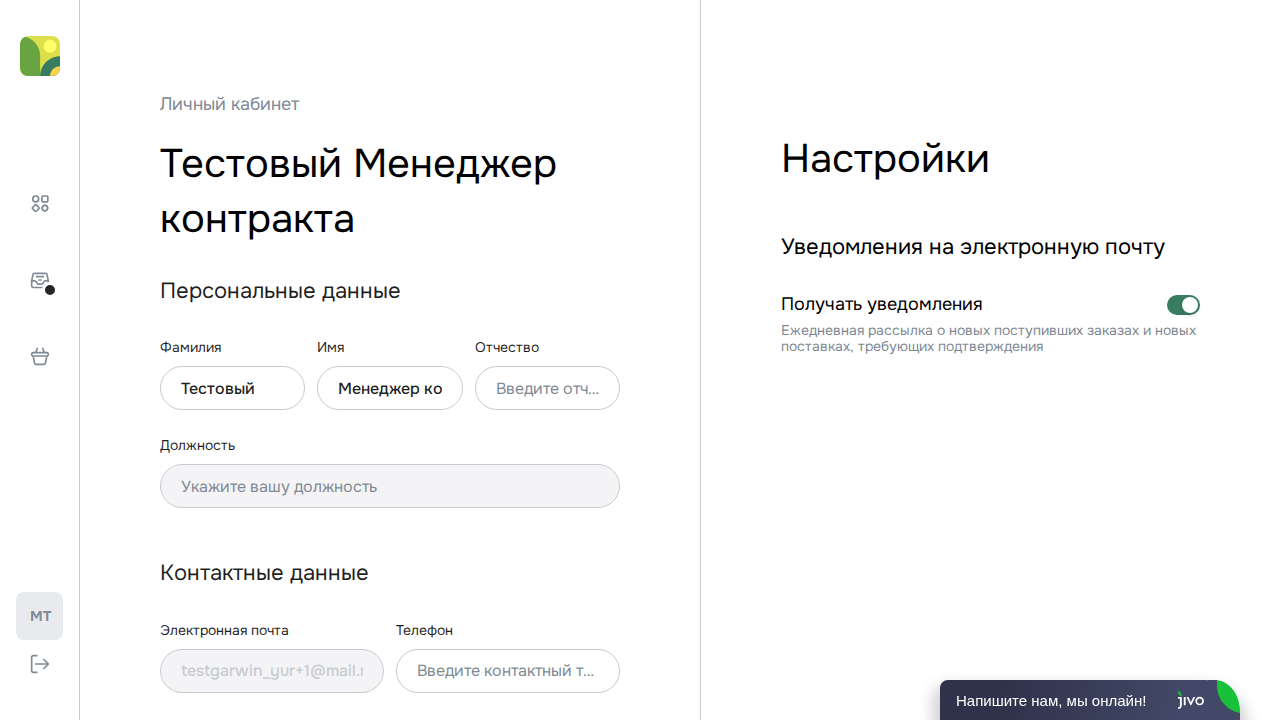 Личный кабинет
Тестовый Менеджер
контракта
Персональные данные
Фамилия
Имя
Отчество
Тестовый
Менеджер ко
Введите отч...
Должность
Укажите вашу должность
Контактные данные
Электронная почта
Телефон
testgarwin_yur+1@mail.r
Введите контактный т...
МТ
Настройки
Уведомления на электронную почту
Получать уведомления
Ежедневная рассылка о новых поступивших заказах и новых
поставках, требующих подтверждения
Напишите нам, мы онлайн!
jivo